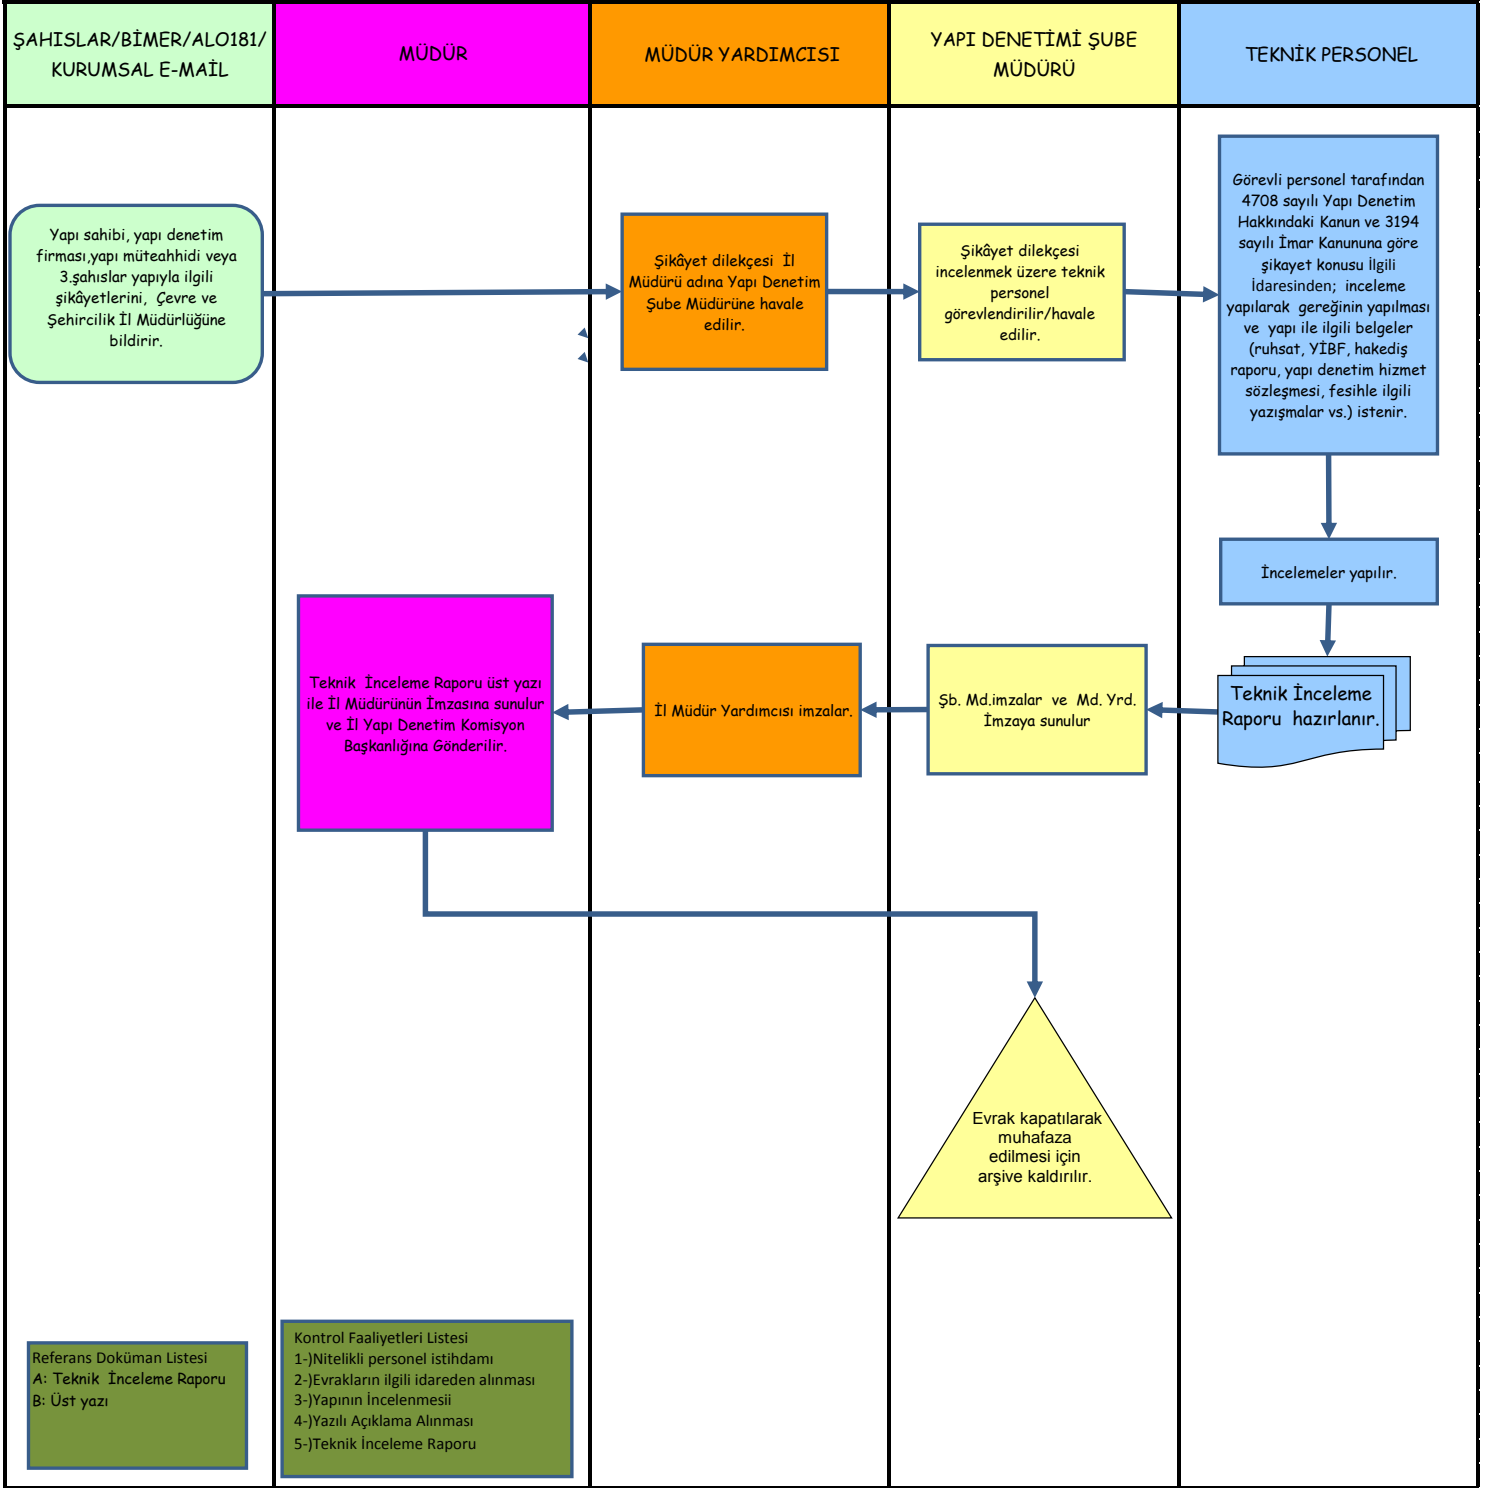 ŞAHISLAR/BİMER/ALO181/
KURUMSAL E-MAİL
MÜDÜR
MÜDÜR YARDIMCISI
YAPI DENETİMİ ŞUBE
MÜDÜRÜ
TEKNİK PERSONEL
Yapı sahibi, yapı denetim
firması,yapı müteahhidi veya
3.şahıslar yapıyla ilgili
şikâyetlerini,  Çevre ve
Şehircilik İl Müdürlüğüne
bildirir.
Şikâyet dilekçesi  İl
Müdürü adına Yapı Denetim
Şube Müdürüne havale
edilir.
Şikâyet dilekçesi
incelenmek üzere teknik
personel
görevlendirilir/havale
edilir.
Görevli personel tarafından
4708 sayılı Yapı Denetim
Hakkındaki Kanun ve 3194
sayılı İmar Kanununa göre
şikayet konusu İlgili
İdaresinden;  inceleme
yapılarak  gereğinin yapılması
ve  yapı ile ilgili belgeler
(ruhsat, YİBF, hakediş
raporu, yapı denetim hizmet
sözleşmesi, fesihle ilgili
yazışmalar vs.) istenir.
İncelemeler yapılır.
Teknik İnceleme
Raporu  hazırlanır.
Şb. Md.imzalar  ve  Md. Yrd.
İmzaya sunulur
İl Müdür Yardımcısı imzalar.
Teknik  İnceleme Raporu üst yazı
ile İl Müdürünün İmzasına sunulur
ve İl Yapı Denetim Komisyon
Başkanlığına Gönderilir.
Evrak kapatılarak
muhafaza
edilmesi için
arşive kaldırılır.
Referans Doküman Listesi
A: Teknik  İnceleme Raporu
B: Üst yazı
Kontrol Faaliyetleri Listesi
1-)Nitelikli personel istihdamı
2-)Evrakların ilgili idareden alınması
3-)Yapının İncelenmesii
4-)Yazılı Açıklama Alınması
5-)Teknik İnceleme Raporu